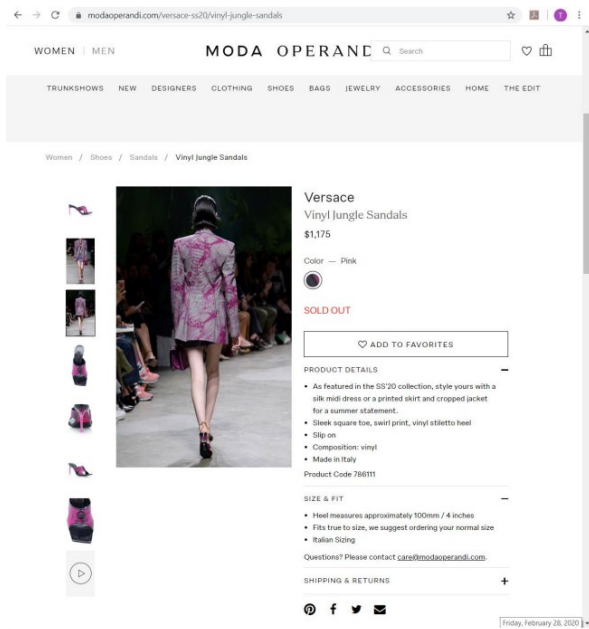 modaoperandi.com/versace-ss20/vinyl-jungle-sandals
T
WOMEN | MEN
MODA OPERAND
Search
TRUNKSHOWS NEW DESIGNERS CLOTHING SHOES BAGS JEWELRY ACCESSORIES HOME THE EDIT
Women / Shoes / Sandals / Vinyl Jungle Sandals
Versace
Vinyl Jungle Sandals
$1,175
Color — Pink
SOLD OUT
ADD TO FAVORITES
PRODUCT DETAILS
• As featured in the SS'20 collection, style yours with a
silk midi dress or a printed skirt and cropped jacket
for a summer statement.
• Sleek square toe, swirl print, vinyl stiletto heel
• Slip on
• Composition: vinyl
• Made in Italy
Product Code 786111
SIZE & FIT
• Heel measures approximately 100mm / 4 inches
• Fits true to size, we suggest ordering your normal size
• Italian Sizing
Questions? Please contact care@modaoperandi.com.
SHIPPING & RETURNS
Friday, February 28, 2020